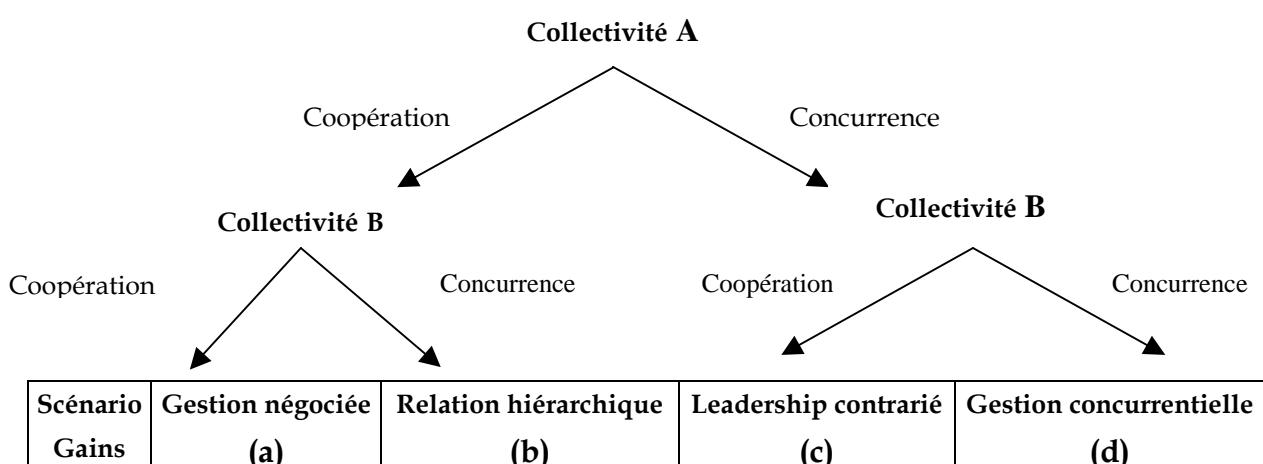 Collectivité A
Coopération Concurrence
Collectivité B Collectivité B
Coopération Concurrence Coopération Concurrence
Scénario Gestion négociée Relation hiérarchique Leadership contrarié Gestion concurrentielle
Gains (a) (b) (c) (d)